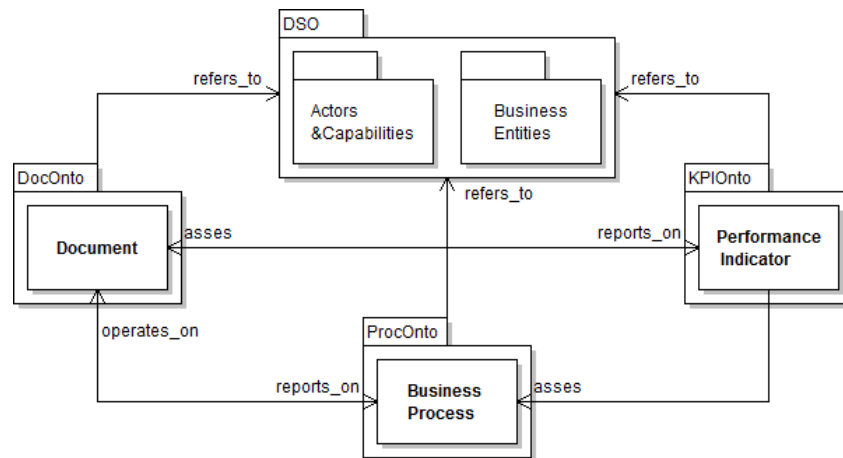 DSO
refers_to
refers_to
Actors
&Capabilities
Business
Entities
DocOnto
KPIOnto
refers_to
Document
asses
reports_on
Performance
Indicator
operates_on
ProcOnto
reports_on
asses
Business
Process